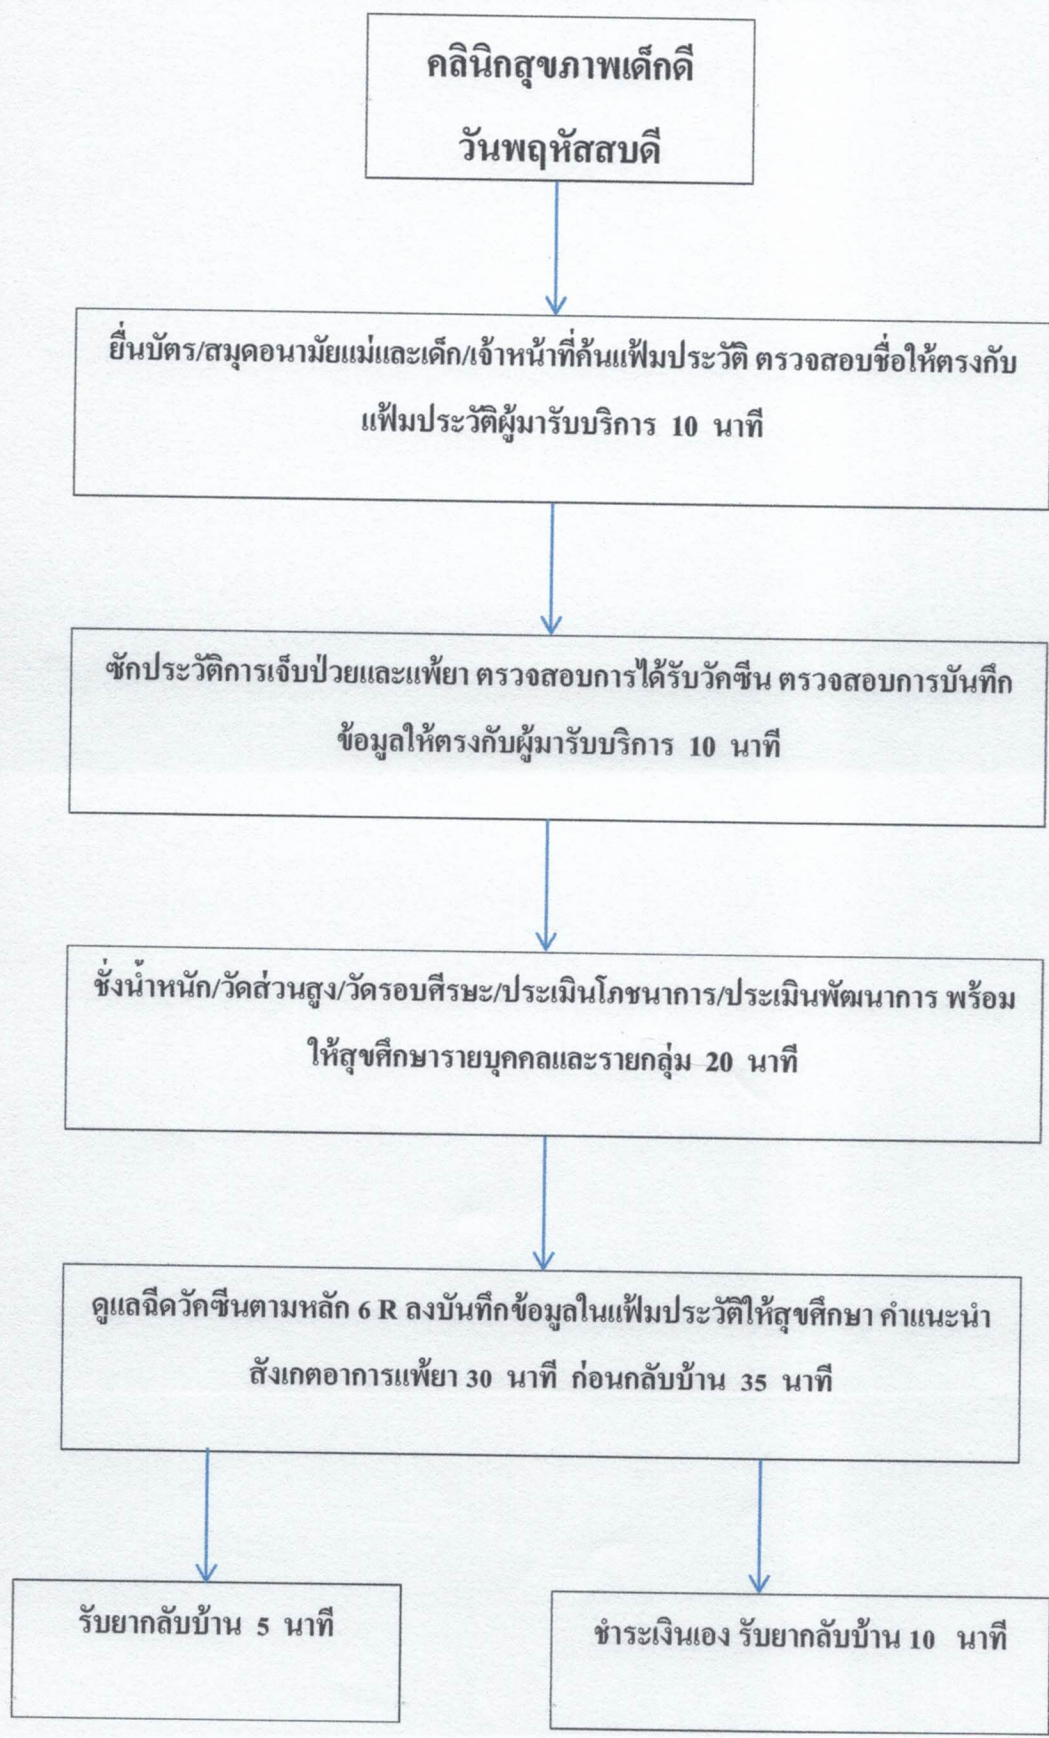 คลินิกสุขภาพเด็กดี
วันพฤหัสสบดี
ยื่นบัตร/สมุดอนามัยแม่และเด็ก/เจ้าหน้าที่ค้นแฟ้มประวัติ ตรวจสอบชื่อให้ตรงกับ
แฟ้มประวัติผู้มารับบริการ 10 นาที
ซักประวัติการเจ็บป่วยและแพ้ยา ตรวจสอบการได้รับวัคซีน ตรวจสอบการบันทึก
ข้อมูลให้ตรงกับผู้มารับบริการ 10 นาที
ชั่งน้ำหนัก/วัดส่วนสูง/วัดรอบศีรษะ/ประเมินโภชนาการ/ประเมินพัฒนาการ พร้อม
ให้สุขศึกษารายบุคคลและรายกลุ่ม 20 นาที
ดูแลฉีดวัคซีนตามหลัก 6 R ลงบันทึกข้อมูลในแฟ้มประวัติให้สุขศึกษา คำแนะนำ
สังเกตอาการแพ้ยา 30 นาที ก่อนกลับบ้าน 35 นาที
รับยากลับบ้าน 5 นาที
ชำระเงินเอง รับยากลับบ้าน 10 นาที